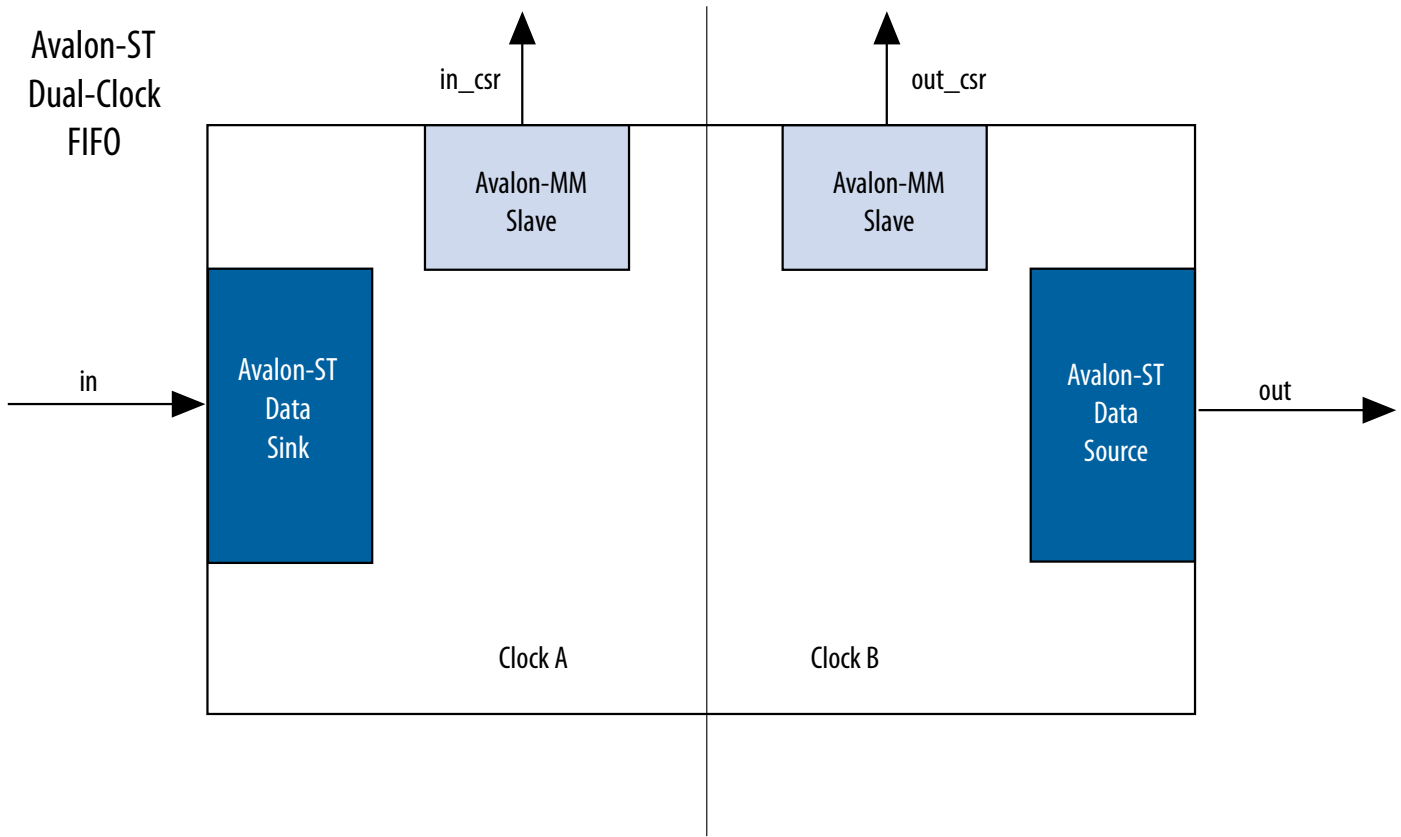 Avalon-ST
Dual-Clock
FIFO
in_csr
out_csr
Avalon-MM
Slave
Avalon-MM
Slave
in
Avalon-ST
Data
Sink
Avalon-ST
Data
Source
out
Clock A
Clock B